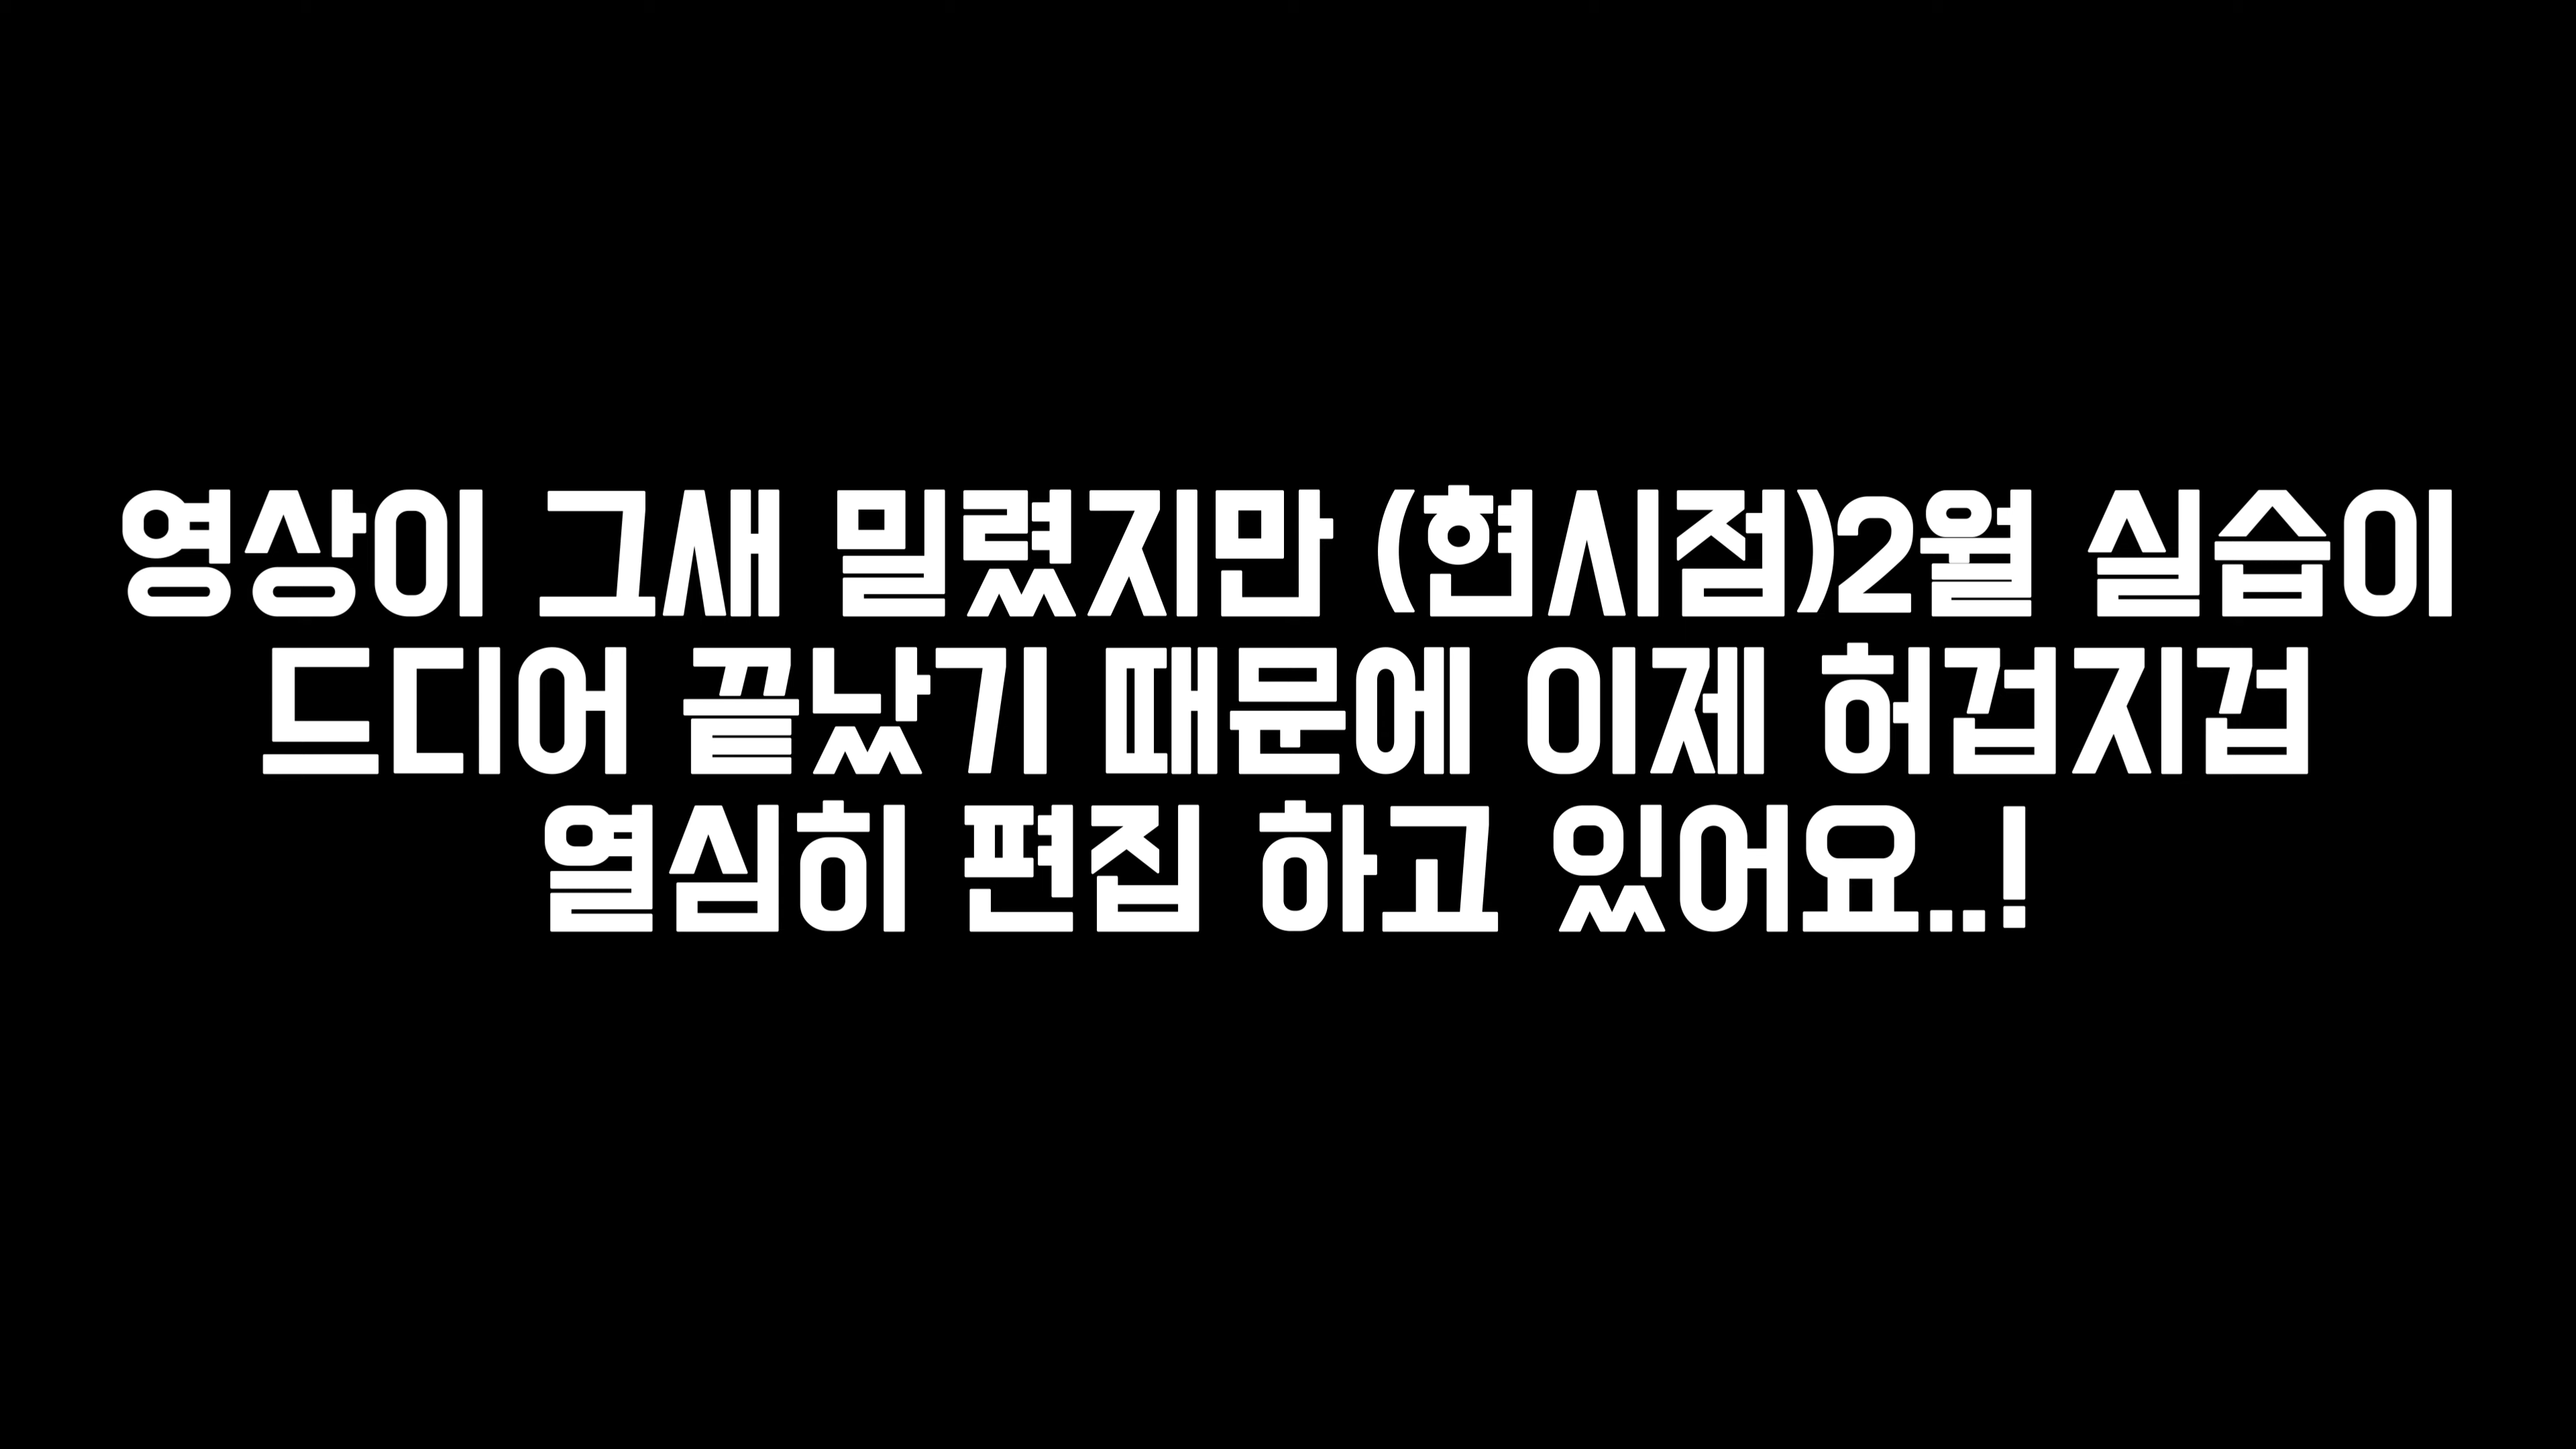 영상이 그새 밀렸지만 (현시점)2월 실습이
드디어 끝났기 때문에 이제 허겁지겁
열심히 편집 하고 있어요..!